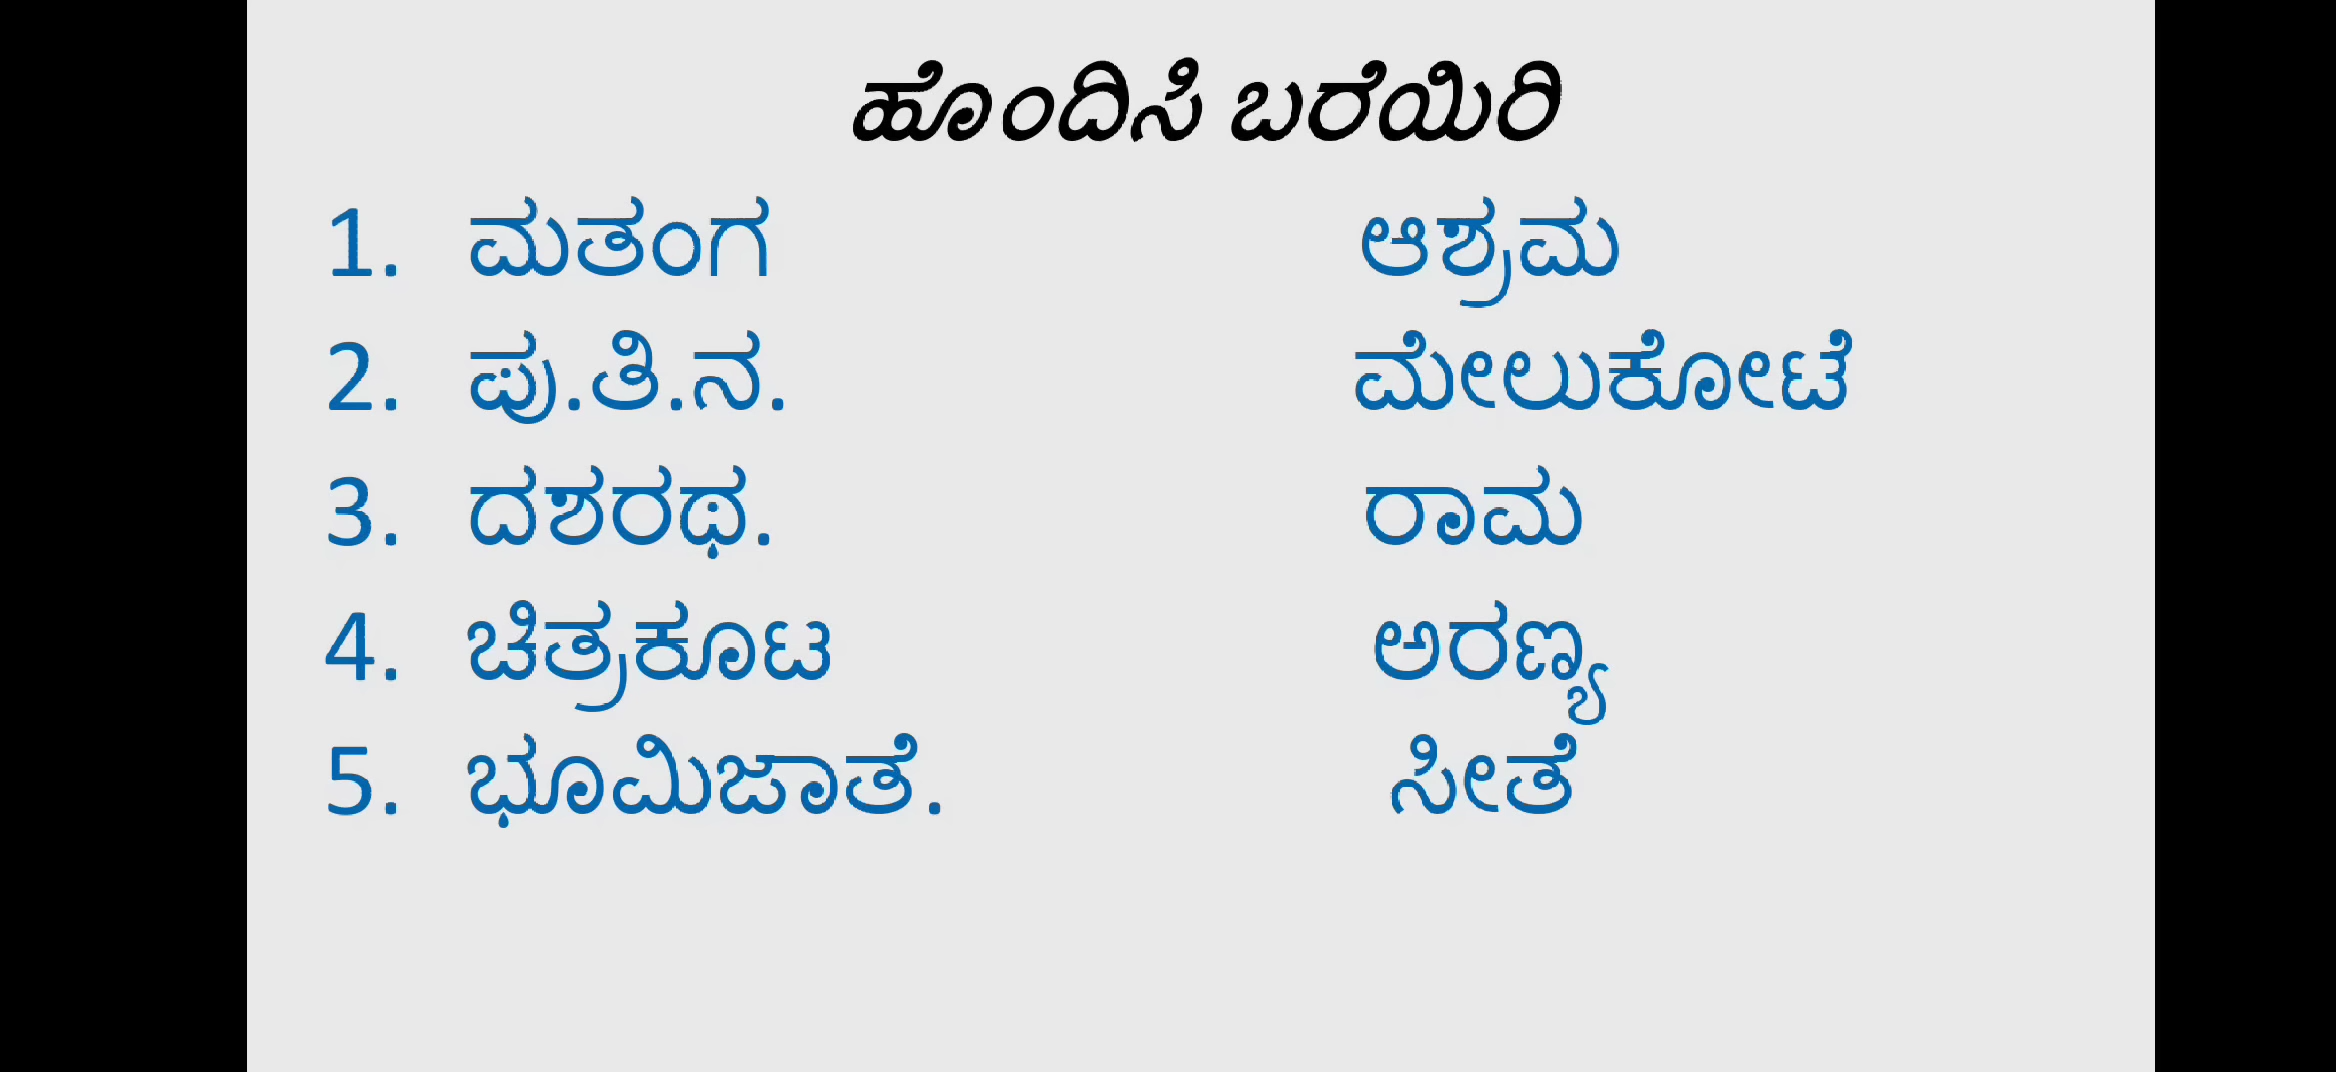 ಹೊಂದಿಸಿ ಬರೆಯಿರಿ
1. ಮತಂಗ ಆಶ್ರಮ
2. ಪು.ತಿ.ನ. ಮೇಲುಕೋಟೆ
3. ದಶರಥ. ರಾಮ
4. ಚಿತ್ರಕೂಟ ಅರಣ್ಯ
5. ಭೂಮಿಜಾತೆ. ಸೀತೆ